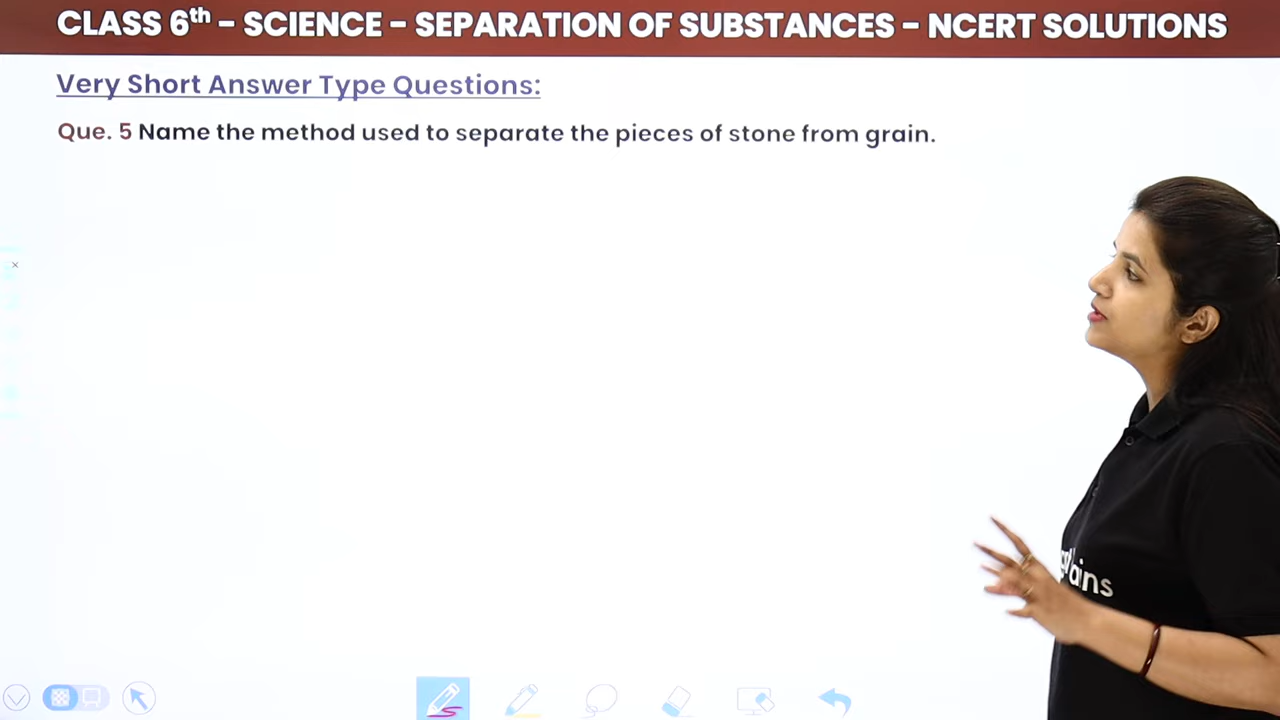 CLASS 6th - SCIENCE - SEPARATION OF SUBSTANCES - NCERT SOLUTIONS
Very Short Answer Type Questions:
Que. 5 Name the method used to separate the pieces of stone from grain.